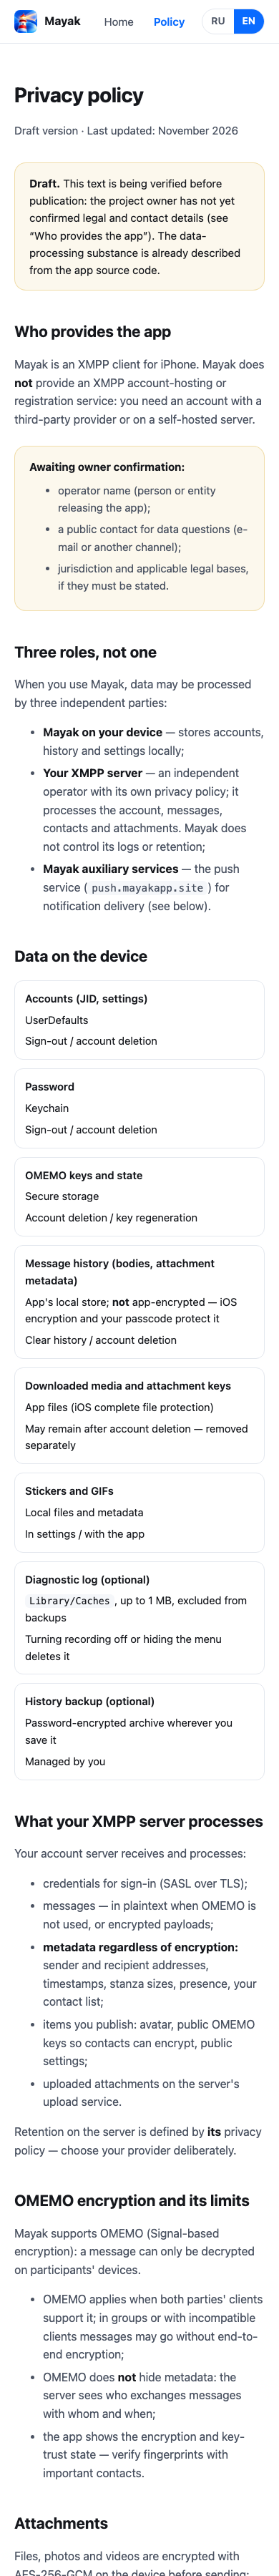 Mayak Home Policy RU EN
Privacy policy
Draft version · Last updated: November 2026
Draft. This text is being verified before
publication: the project owner has not yet
confirmed legal and contact details (see
“Who provides the app”). The data-
processing substance is already described
from the app source code.
Who provides the app
Mayak is an XMPP client for iPhone. Mayak does
not provide an XMPP account-hosting or
registration service: you need an account with a
third-party provider or on a self-hosted server.
Awaiting owner confirmation:
• operator name (person or entity
releasing the app);
• a public contact for data questions (e-
mail or another channel);
• jurisdiction and applicable legal bases,
if they must be stated.
Three roles, not one
When you use Mayak, data may be processed
by three independent parties:
• Mayak on your device — stores accounts,
history and settings locally;
• Your XMPP server — an independent
operator with its own privacy policy; it
processes the account, messages,
contacts and attachments. Mayak does
not control its logs or retention;
• Mayak auxiliary services — the push
service ( push.mayakapp.site ) for
notification delivery (see below).
Data on the device
Accounts (JID, settings)
UserDefaults
Sign-out / account deletion
Password
Keychain
Sign-out / account deletion
OMEMO keys and state
Secure storage
Account deletion / key regeneration
Message history (bodies, attachment
metadata)
App's local store; not app-encrypted — iOS
encryption and your passcode protect it
Clear history / account deletion
Downloaded media and attachment keys
App files (iOS complete file protection)
May remain after account deletion — removed
separately
Stickers and GIFs
Local files and metadata
In settings / with the app
Diagnostic log (optional)
Library/Caches , up to 1 MB, excluded from
backups
Turning recording off or hiding the menu
deletes it
History backup (optional)
Password-encrypted archive wherever you
save it
Managed by you
What your XMPP server processes
Your account server receives and processes:
• credentials for sign-in (SASL over TLS);
• messages — in plaintext when OMEMO is
not used, or encrypted payloads;
• metadata regardless of encryption:
sender and recipient addresses,
timestamps, stanza sizes, presence, your
contact list;
• items you publish: avatar, public OMEMO
keys so contacts can encrypt, public
settings;
• uploaded attachments on the server's
upload service.
Retention on the server is defined by its privacy
policy — choose your provider deliberately.
OMEMO encryption and its limits
Mayak supports OMEMO (Signal-based
encryption): a message can only be decrypted
on participants' devices.
• OMEMO applies when both parties' clients
support it; in groups or with incompatible
clients messages may go without end-to-
end encryption;
• OMEMO does not hide metadata: the
server sees who exchanges messages
with whom and when;
• the app shows the encryption and key-
trust state — verify fingerprints with
important contacts.
Attachments
Files, photos and videos are encrypted with
AES-256-GCM on the device before sending;